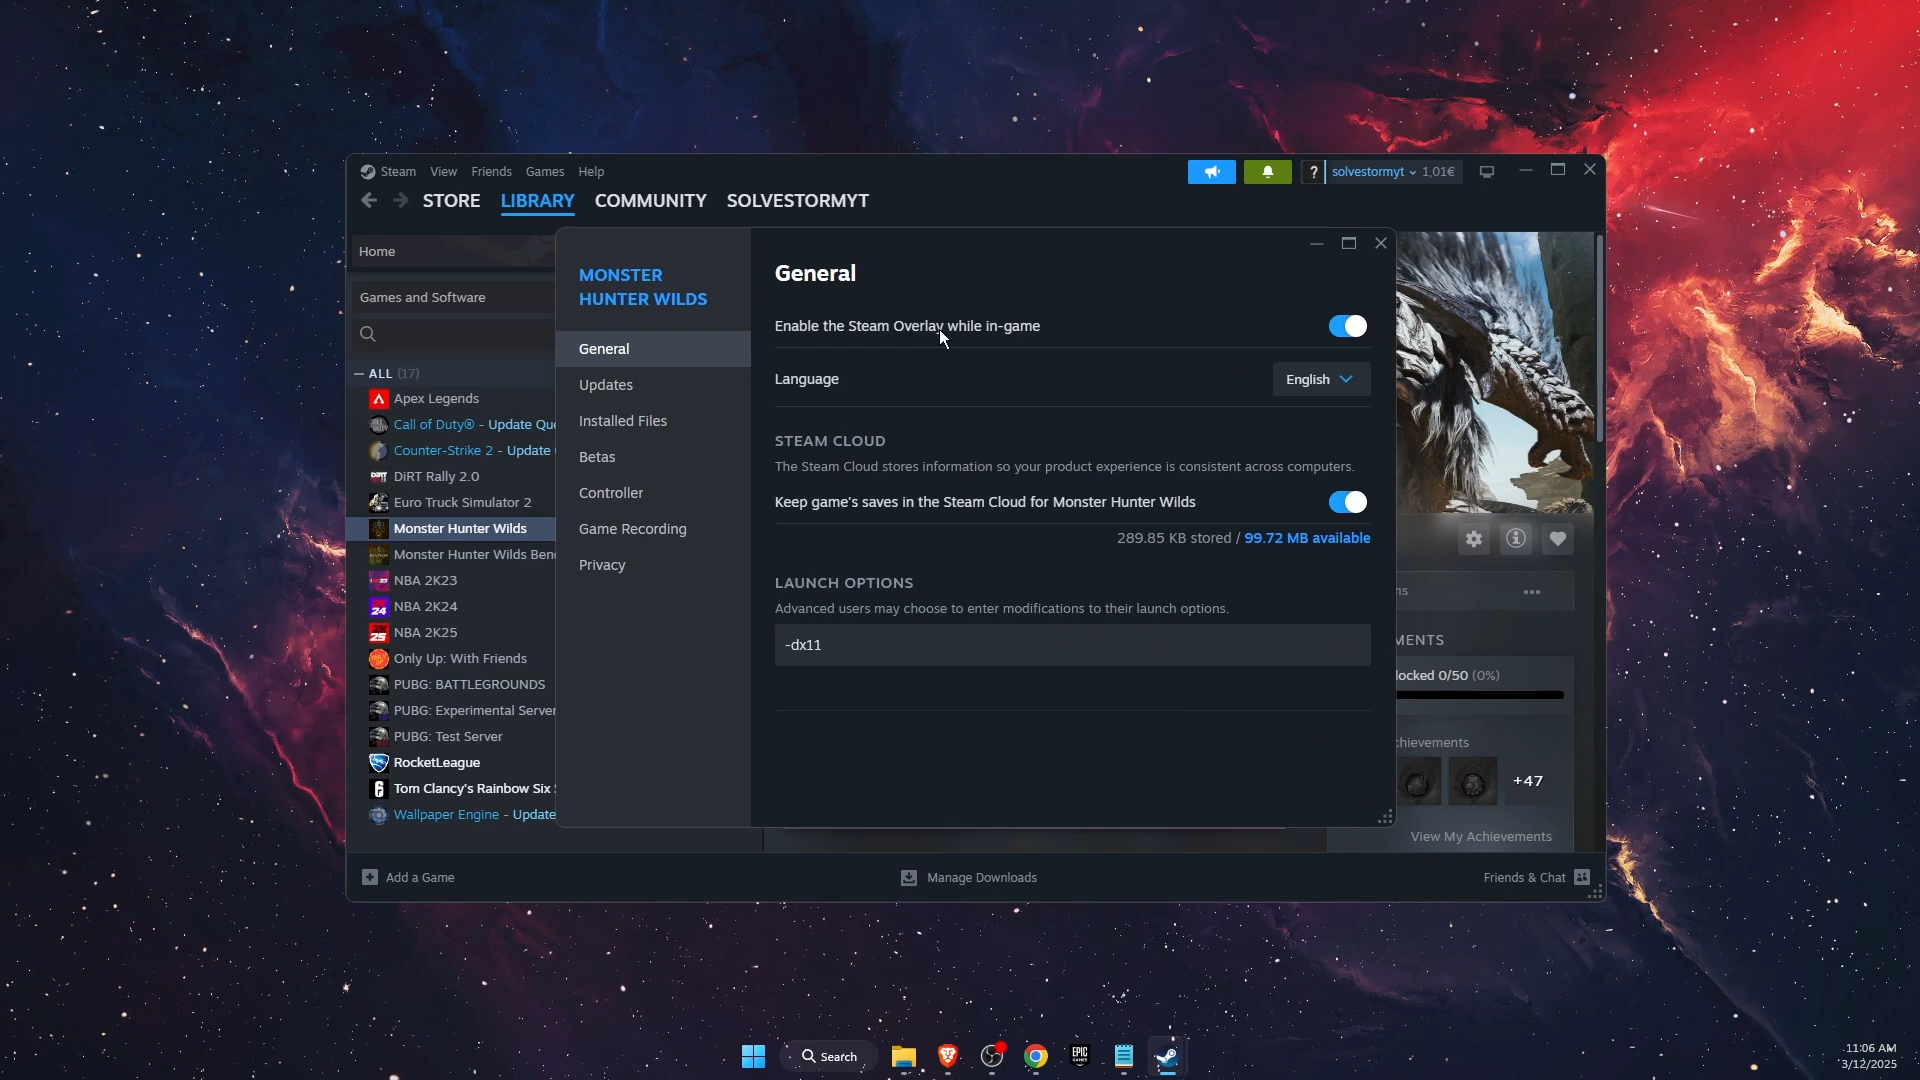 Steam View Friends Games Help
? solvestormyt 1,01€
STORE LIBRARY COMMUNITY SOLVESTORMYT
Home
Games and Software
ALL (17)
Apex Legends
Call of Duty® - Update Que
Counter-Strike 2 - Update
DiRT Rally 2.0
Euro Truck Simulator 2
Monster Hunter Wilds
Monster Hunter Wilds Ben
NBA 2K23
NBA 2K24
NBA 2K25
Only Up: With Friends
PUBG: BATTLEGROUNDS
PUBG: Experimental Server
PUBG: Test Server
RocketLeague
Tom Clancy's Rainbow Six
Wallpaper Engine - Update
MONSTER
HUNTER WILDS
General
Updates
Installed Files
Betas
Controller
Game Recording
Privacy
General
Enable the Steam Overlay while in-game
Language English
STEAM CLOUD
The Steam Cloud stores information so your product experience is consistent across computers.
Keep game's saves in the Steam Cloud for Monster Hunter Wilds
289.85 KB stored / 99.72 MB available
LAUNCH OPTIONS
Advanced users may choose to enter modifications to their launch options.
-dx11
ns
MENTS
locked 0/50 (0%)
chievements
+47
View My Achievements
Add a Game
Manage Downloads
Friends & Chat
Search
EPIC
GAMES
11:06 AM
3/12/2025